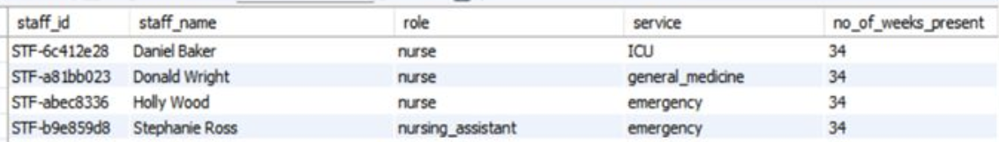 staff_id staff_name role service no_of_weeks_present
STF-6c412e28 Daniel Baker nurse ICU 34
STF-a81bb023 Donald Wright nurse general_medicine 34
STF-abec8336 Holly Wood nurse emergency 34
STF-b9e859d8 Stephanie Ross nursing_assistant emergency 34